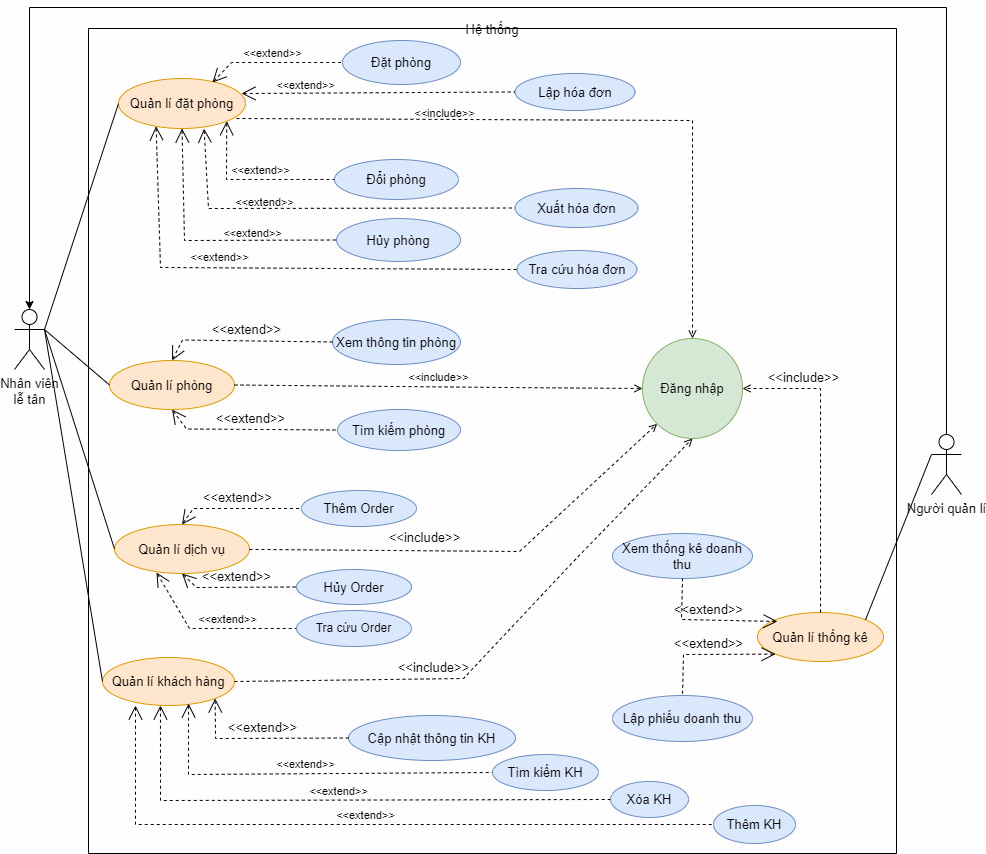 Hệ thống
<<extend>>
Đặt phòng
<<extend>>
Lập hóa đơn
Quản lí đặt phòng
<<include>>
<<extend>>
Đổi phòng
<<extend>>
Xuất hóa đơn
<<extend>>
Hủy phòng
<<extend>>
Tra cứu hóa đơn
<<extend>>
Xem thông tin phòng
Nhân viên
lễ tân
Quản lí phòng
<<include>>
Đăng nhập
<<include>>
<<extend>>
Tìm kiếm phòng
<<extend>>
Thêm Order
Người quản lí
Quản lí dịch vụ
<<include>>
Xem thống kê doanh
thu
<<extend>>
Hủy Order
<<extend>>
Tra cứu Order
<<extend>>
Quản lí thống kê
<<extend>>
Quản lí khách hàng
<<include>>
Lập phiếu doanh thu
<<extend>>
Cập nhật thông tin KH
<<extend>>
Tìm kiếm KH
<<extend>>
Xóa KH
<<extend>>
Thêm KH